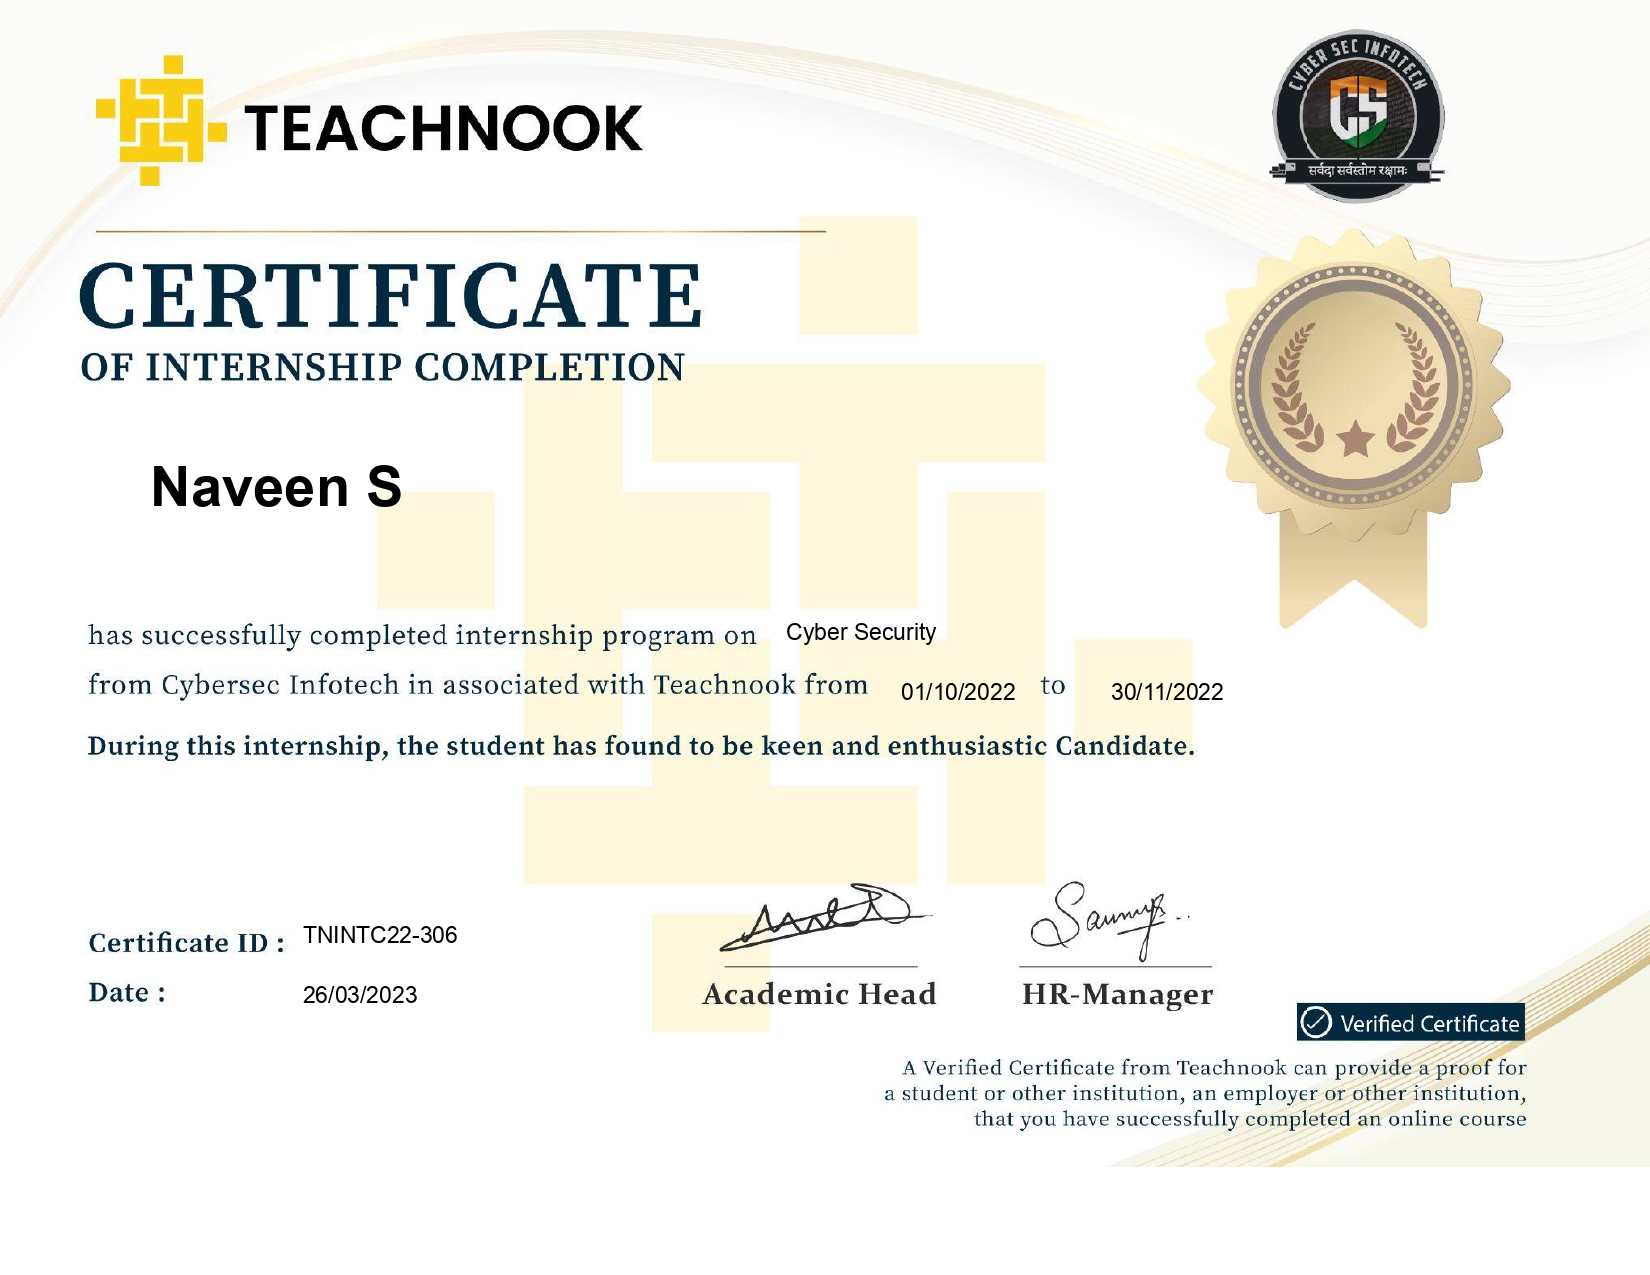 TEACHNOOK
CYBER SEC INFOTECH
CS
सर्वदा सर्वस्तोम रक्षामः
CERTIFICATE
OF INTERNSHIP COMPLETION
Naveen S
has successfully completed internship program on Cyber Security
from Cybersec Infotech in associated with Teachnook from 01/10/2022 to 30/11/2022
During this internship, the student has found to be keen and enthusiastic Candidate.
Certificate ID : TNINTC22-306
Date : 26/03/2023
Academic Head
Saumya..
HR-Manager
Verified Certificate
A Verified Certificate from Teachnook can provide a proof for
a student or other institution, an employer or other institution,
that you have successfully completed an online course